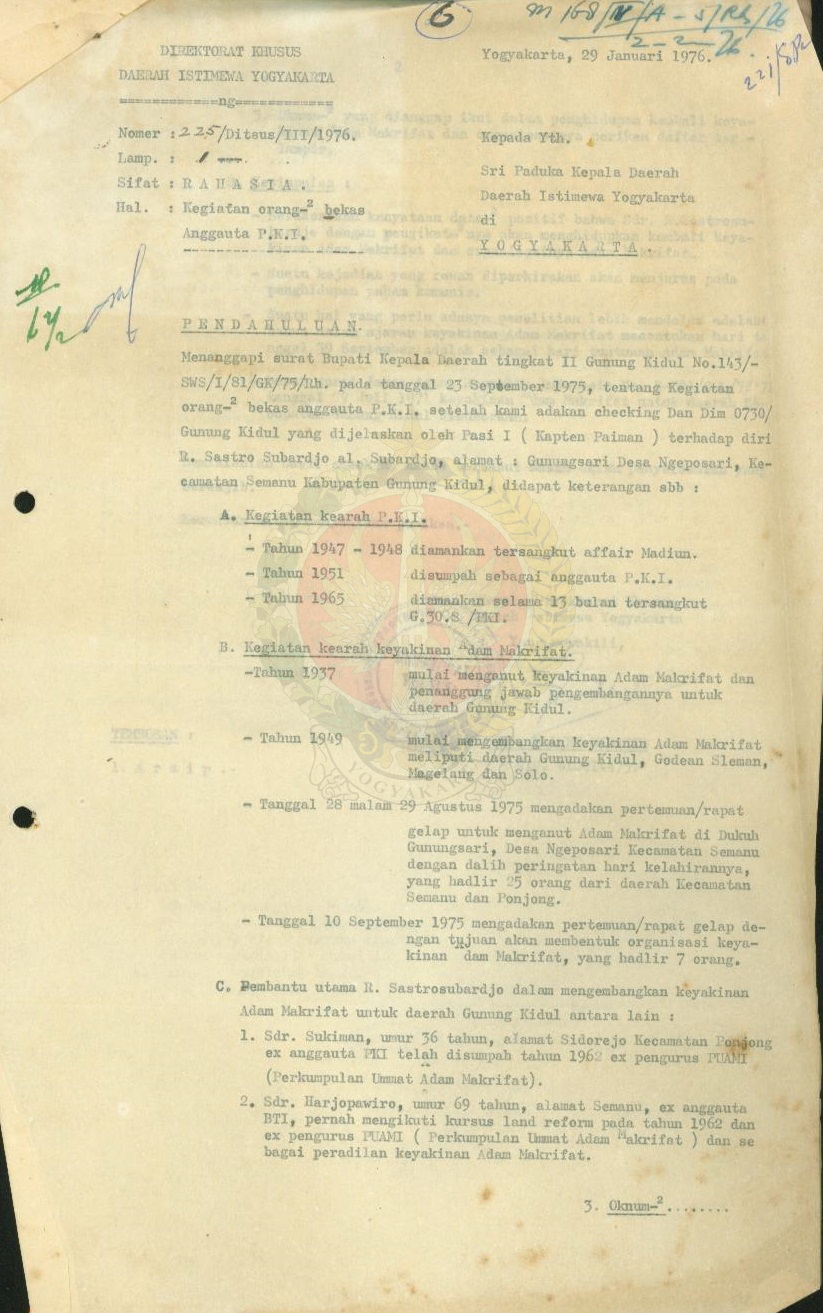 6
m 168/IV/A-5/Rh/76
2-2-76
DIREKTORAT KHUSUS
DAERAH ISTIMEWA YOGYAKARTA
============ng============
Yogyakarta, 29 Januari 1976.
Nomer : 225/Ditsus/III/1976.
Lamp. : 1
Sifat : R A H A S I A .
Hal. : Kegiatan orang-2 bekas
Anggauta P.K.I.
Kepada Yth.
Sri Paduka Kepala Daerah
Daerah Istimewa Yogyakarta
di
Y O G Y A K A R T A .
P E N D A H U L U A N.
Menanggapi surat Bupati Kepala Daerah tingkat II Gunung Kidul No.143/-
SWS/I/81/GK/75/Rh. pada tanggal 23 September 1975, tentang Kegiatan
orang-2 bekas anggauta P.K.I. setelah kami adakan checking Dan Dim 0730/
Gunung Kidul yang dijelaskan oleh Pasi I ( Kapten Paiman ) terhadap diri
R. Sastro Subardjo al. Subardjo, alamat : Gunungsari Desa Ngeposari, Ke-
camatan Semanu Kabupaten Gunung Kidul, didapat keterangan sbb :
A. Kegiatan kearah P.K.I.
- Tahun 1947 - 1948 diamankan tersangkut affair Madiun.
- Tahun 1951 disumpah sebagai anggauta P.K.I.
- Tahun 1965 diamankan selama 13 bulan tersangkut
G.30.S /PKI.
B. Kegiatan kearah keyakinan Adam Makrifat.
-Tahun 1937 mulai menganut keyakinan Adam Makrifat dan
penanggung jawab pengembangannya untuk
daerah Gunung Kidul.
- Tahun 1949 mulai mengembangkan keyakinan Adam Makrifat
meliputi daerah Gunung Kidul, Godean Sleman,
Magelang dan Solo.
- Tanggal 28 malam 29 Agustus 1975 mengadakan pertemuan/rapat
gelap untuk menganut Adam Makrifat di Dukuh
Gunungsari, Desa Ngeposari Kecamatan Semanu
dengan dalih peringatan hari kelahirannya,
yang hadlir 25 orang dari daerah Kecamatan
Semanu dan Ponjong.
- Tanggal 10 September 1975 mengadakan pertemuan/rapat gelap de-
ngan tujuan akan membentuk organisasi keya-
kinan Adam Makrifat, yang hadlir 7 orang.
C. Pembantu utama R. Sastrosubardjo dalam mengembangkan keyakinan
Adam Makrifat untuk daerah Gunung Kidul antara lain :
1. Sdr. Sukiman, umur 36 tahun, alamat Sidorejo Kecamatan Ponjong
ex anggauta PKI telah disumpah tahun 1962 ex pengurus PUAMI
(Perkumpulan Ummat Adam Makrifat).
2. Sdr. Harjopawiro, umur 69 tahun, alamat Semanu, ex anggauta
BTI, pernah mengikuti kursus land reform pada tahun 1962 dan
ex pengurus PUAMI ( Perkumpulan Ummat Adam Makrifat ) dan se
bagai peradilan keyakinan Adam Makrifat.
3. Oknum-2........